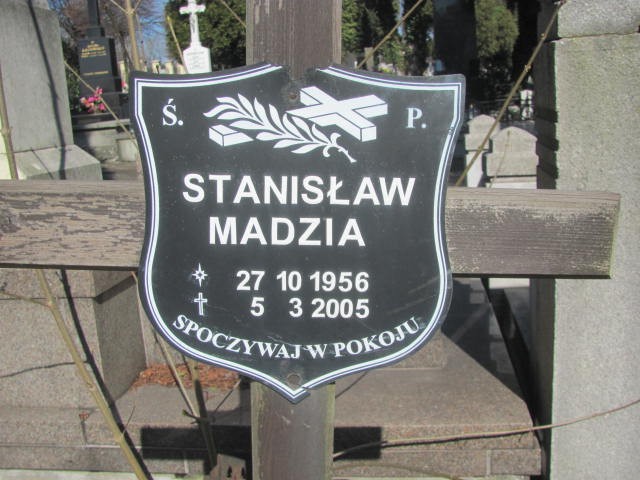 Ś. P.
STANISŁAW
MADZIA
27 10 1956
5 3 2005
SPOCZYWAJ W POKOJU